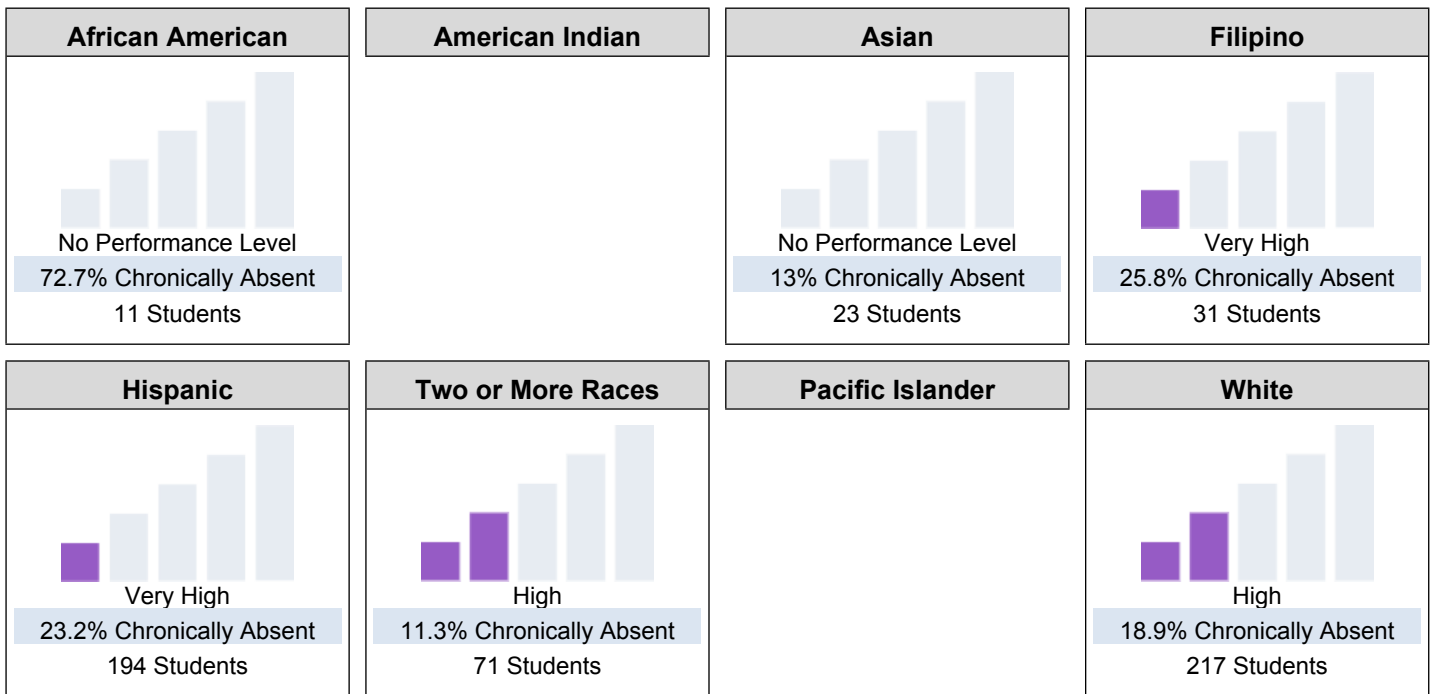 African American
No Performance Level
72.7% Chronically Absent
11 Students
American Indian
Asian
No Performance Level
13% Chronically Absent
23 Students
Filipino
Very High
25.8% Chronically Absent
31 Students
Hispanic
Very High
23.2% Chronically Absent
194 Students
Two or More Races
High
11.3% Chronically Absent
71 Students
Pacific Islander
White
High
18.9% Chronically Absent
217 Students